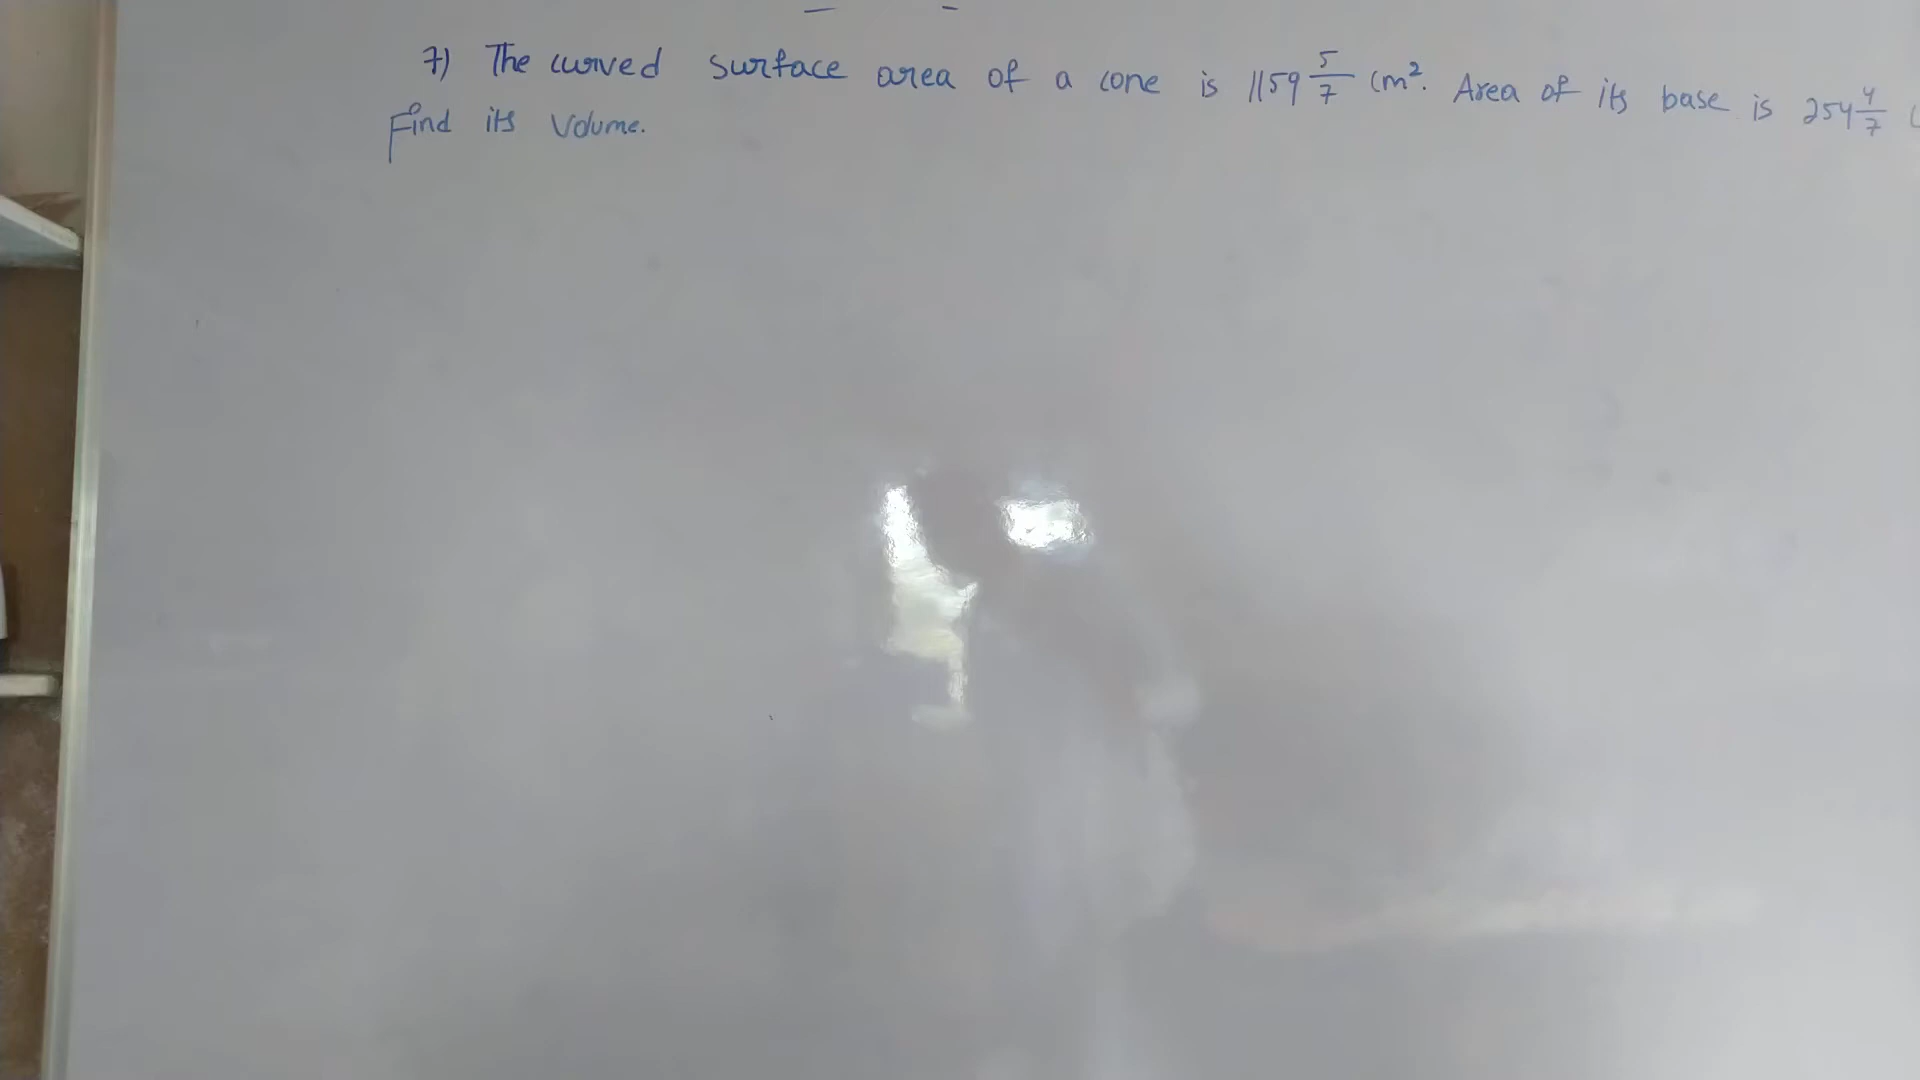 7) The curved surface area of a cone is 1159 5/7 cm². Area of its base is 254 4/7
Find its volume.